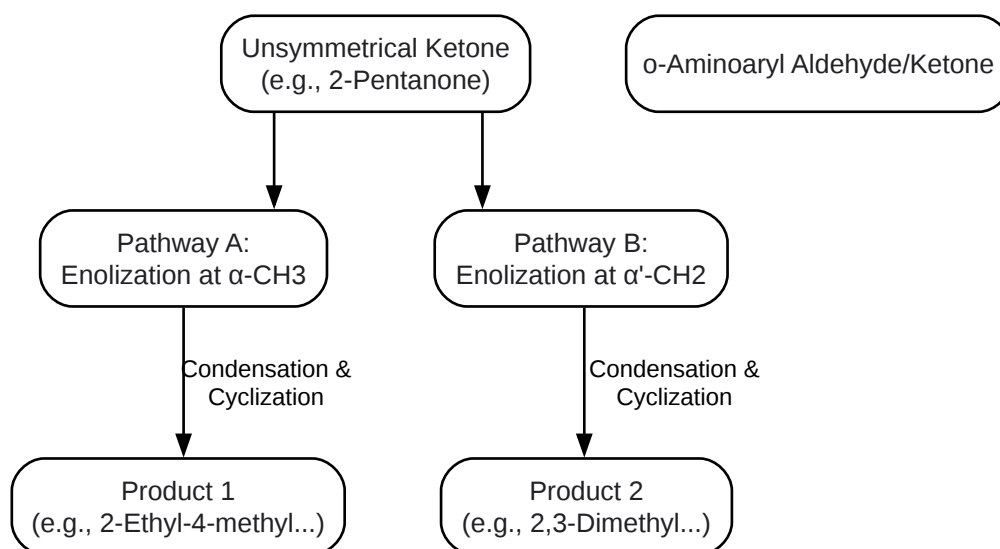 Unsymmetrical Ketone
(e.g., 2-Pentanone)
o-Aminoaryl Aldehyde/Ketone
Pathway A:
Enolization at α-CH3
Pathway B:
Enolization at α'-CH2
Condensation &
Cyclization
Condensation &
Cyclization
Product 1
(e.g., 2-Ethyl-4-methyl...)
Product 2
(e.g., 2,3-Dimethyl...)